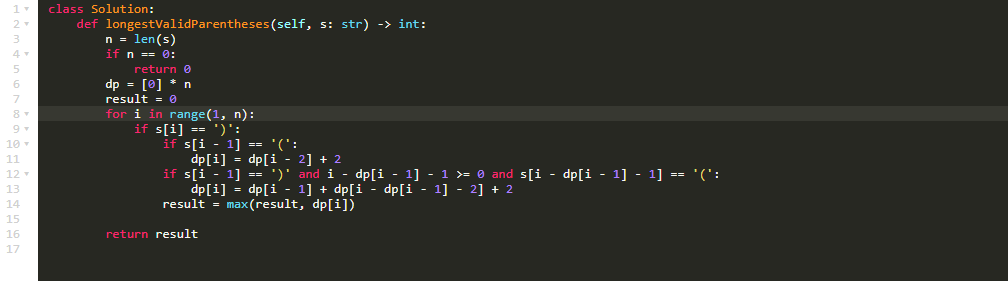 1 class Solution:
2     def longestValidParentheses(self, s: str) -> int:
3         n = len(s)
4         if n == 0:
5             return 0
6         dp = [0] * n
7         result = 0
8         for i in range(1, n):
9             if s[i] == ')':
10                 if s[i - 1] == '(':
11                     dp[i] = dp[i - 2] + 2
12                 if s[i - 1] == ')' and i - dp[i - 1] - 1 >= 0 and s[i - dp[i - 1] - 1] == '(':
13                     dp[i] = dp[i - 1] + dp[i - dp[i - 1] - 2] + 2
14                 result = max(result, dp[i])
15
16         return result
17